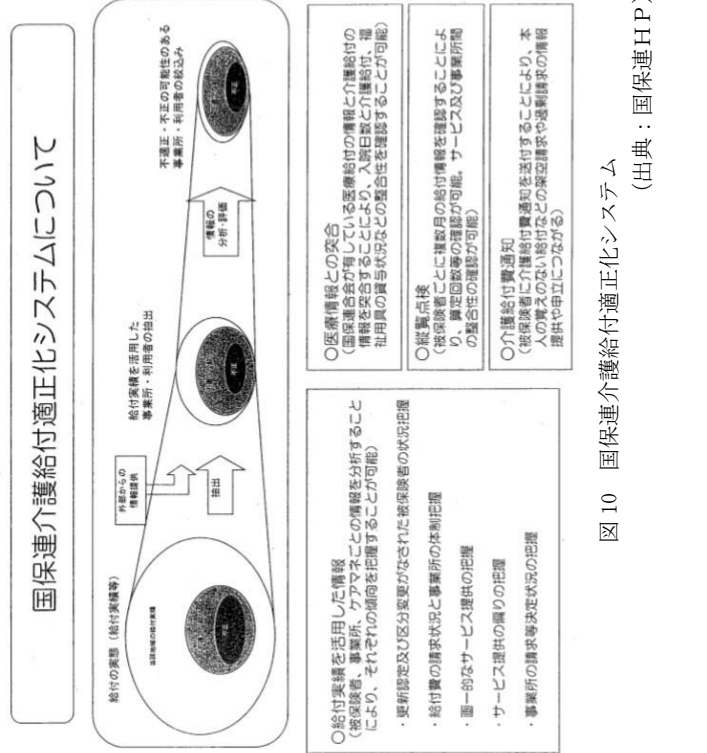 国保連介護給付適正化システムについて
給付の実態（給付実績等）
当該地域の給付実績
不正
外部からの
情報提供
抽出
給付実績を活用した
事業所・利用者の抽出
不正
情報の
分析・評価
不適正・不正の可能性のある
事業所・利用者の絞込み
不正
○給付実績を活用した情報
（被保険者、事業所、ケアマネごとの情報を分析すること
により、それぞれの傾向を把握することが可能）
・更新認定及び区分変更がなされた被保険者の状況把握
・給付費の請求状況と事業所の体制把握
・画一的なサービス提供の把握
・サービス提供の偏りの把握
・事業所の請求等決定状況の把握
○医療情報との突合
（国保連合会が有している医療給付の情報と介護給付の
情報を突合することにより、入院日数と介護給付、福
祉用具の貸与状況などの整合性を確認することが可能）
○縦覧点検
（被保険者ごとに複数月の給付情報を確認することによ
り、算定回数等の確認が可能。サービス及び事業所間
の整合性の確認が可能）
○介護給付費通知
（被保険者に介護給付費通知を送付することにより、本
人の覚えのない給付などの架空請求や過剰請求の情報
提供や申立につながる）
図 10　国保連介護給付適正化システム
（出典：国保連ＨＰ）